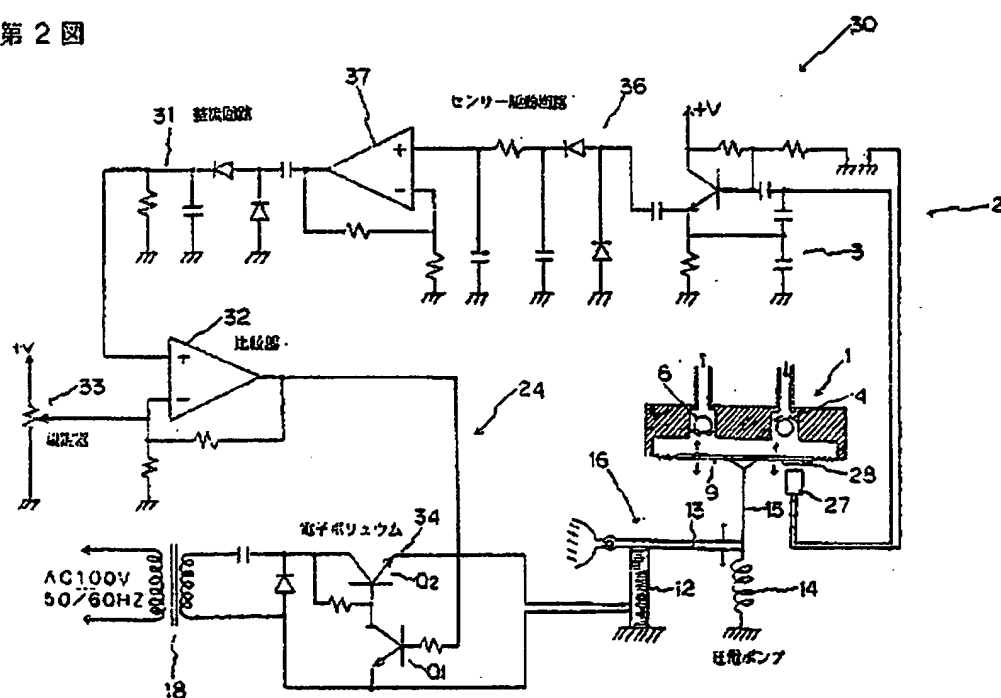 第2図
30
37
センサー駆動回路
36
31
整流回路
+V
2
3
32
比較器
+V
33
設定器
24
6
1
4
9
28
27
16
13
15
12
14
電子ボリュウム
34
Q2
Q1
AC100V
50/60HZ
18
圧電ポンプ
+
-
+
-